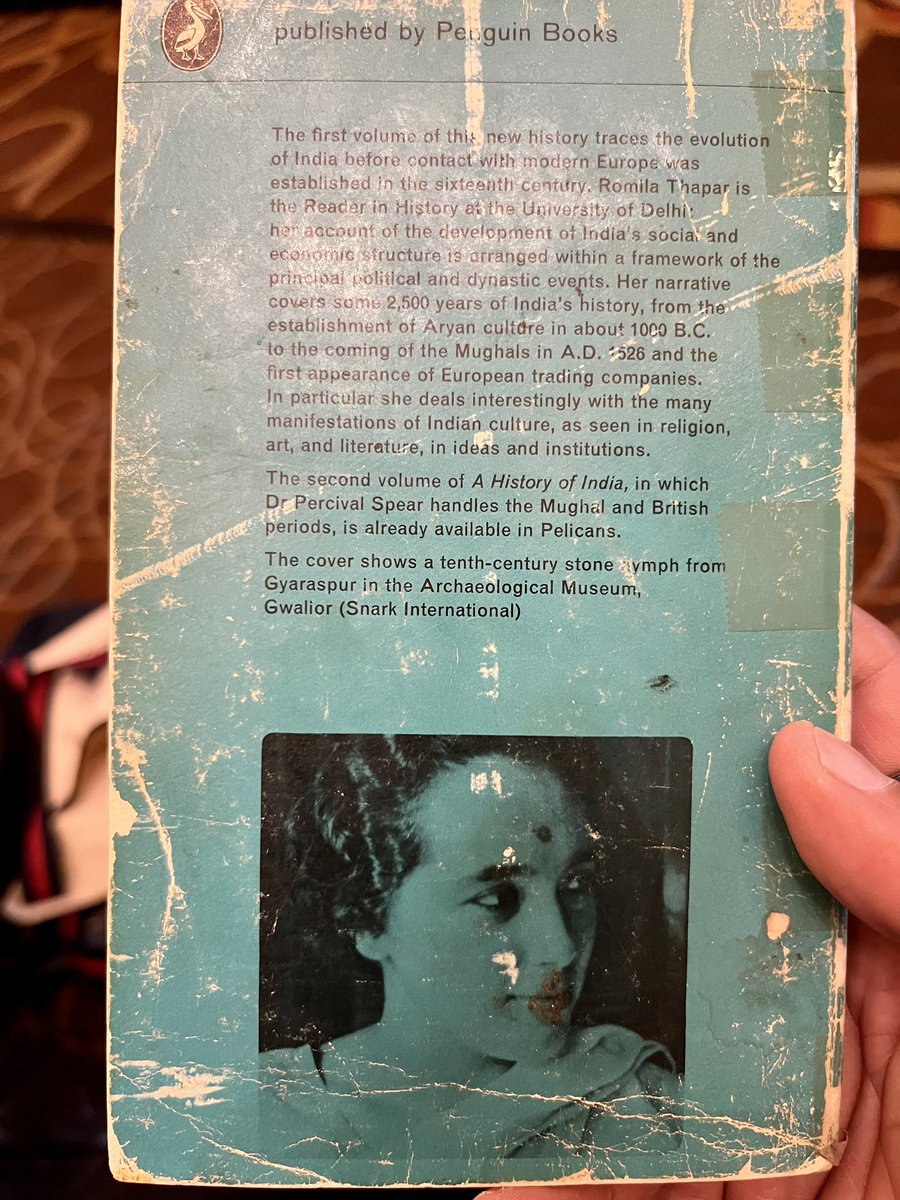 published by Penguin Books
The first volume of this new history traces the evolution
of India before contact with modern Europe was
established in the sixteenth century. Romila Thapar is
the Reader in History at the University of Delhi:
her account of the development of India's social and
economic structure is arranged within a framework of the
principal political and dynastic events. Her narrative
covers some 2,500 years of India's history, from the
establishment of Aryan culture in about 1000 B.C.
to the coming of the Mughals in A.D. 1526 and the
first appearance of European trading companies.
In particular she deals interestingly with the many
manifestations of Indian culture, as seen in religion,
art, and literature, in ideas and institutions.
The second volume of A History of India, in which
Dr Percival Spear handles the Mughal and British
periods, is already available in Pelicans.
The cover shows a tenth-century stone nymph from
Gyaraspur in the Archaeological Museum,
Gwalior (Snark International)